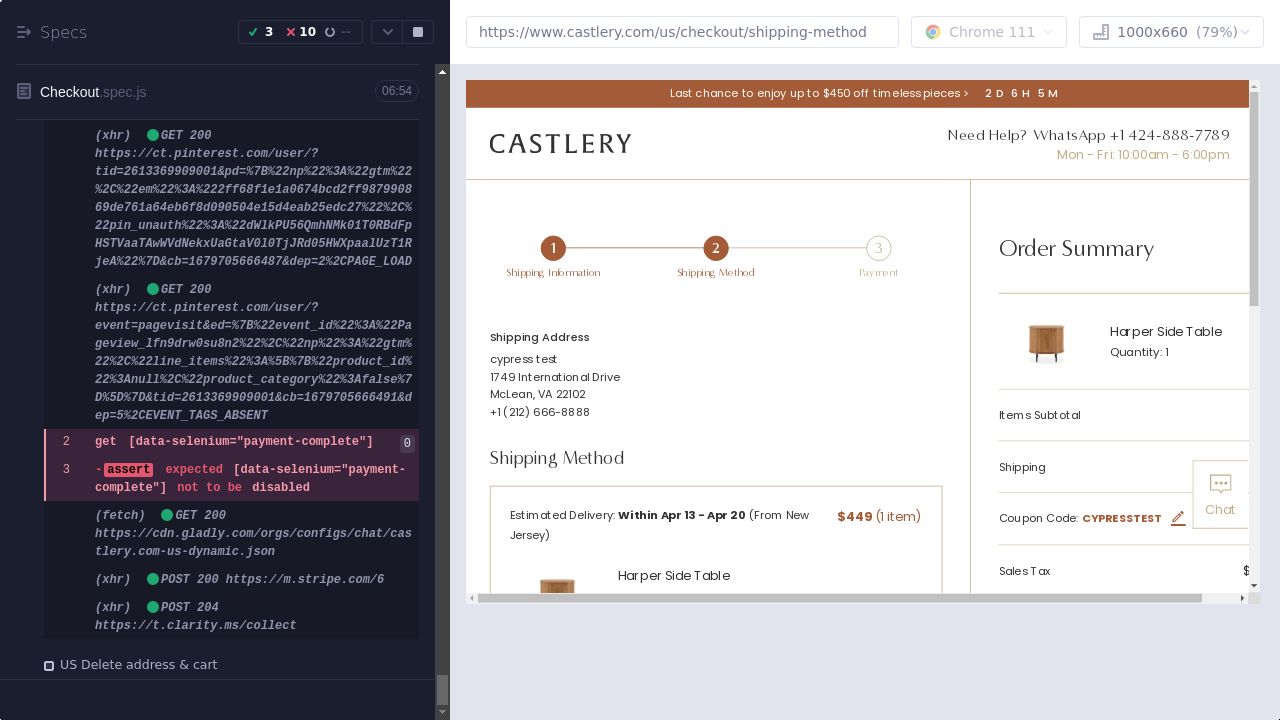 Specs
3
10
--
Checkout.spec.js
06:54
(xhr) GET 200
https://ct.pinterest.com/user/?
tid=2613369909001&pd=%7B%22np%22%3A%22gtm%22
%2C%22em%22%3A%222ff68f1e1a0674bcd2ff9879908
69de761a64eb6f8d090504e15d4eab25edc27%22%2C%
22pin_unauth%22%3A%22dWlkPU56QmhNMk01T0RBdFp
HSTVaaTAwWVdNekxUaGtaV0l0TjJRd05HWXpaalUzT1R
jeA%22%7D&cb=1679705666487&dep=2%2CPAGE_LOAD
(xhr) GET 200
https://ct.pinterest.com/user/?
event=pagevisit&ed=%7B%22event_id%22%3A%22Pa
geview_lfn9drw0su8n2%22%2C%22np%22%3A%22gtm%
22%2C%22line_items%22%3A%5B%7B%22product_id%
22%3Anull%2C%22product_category%22%3Afalse%7
D%5D%7D&tid=2613369909001&cb=1679705666491&d
ep=5%2CEVENT_TAGS_ABSENT
2 get [data-selenium="payment-complete"] 0
3 -assert expected [data-selenium="payment-
complete"] not to be disabled
(fetch) GET 200
https://cdn.gladly.com/orgs/configs/chat/cas
tlery.com-us-dynamic.json
(xhr) POST 200 https://m.stripe.com/6
(xhr) POST 204
https://t.clarity.ms/collect
US Delete address & cart
https://www.castlery.com/us/checkout/shipping-method
Chrome 111
1000x660 (79%)
Last chance to enjoy up to $450 off timeless pieces > 2 D 6 H 5 M
CASTLERY
Need Help? WhatsApp +1 424-888-7789
Mon - Fri: 10:00am - 6:00pm
1
2
3
Shipping Information
Shipping Method
Payment
Shipping Address
cypress test
1749 International Drive
McLean, VA 22102
+1 (212) 666-8888
Shipping Method
Estimated Delivery: Within Apr 13 - Apr 20 (From New
Jersey)
$449 (1 item)
Harper Side Table
Order Summary
Harper Side Table
Quantity: 1
Items Subtotal
Shipping
Coupon Code: CYPRESSTEST
Chat
Sales Tax
$